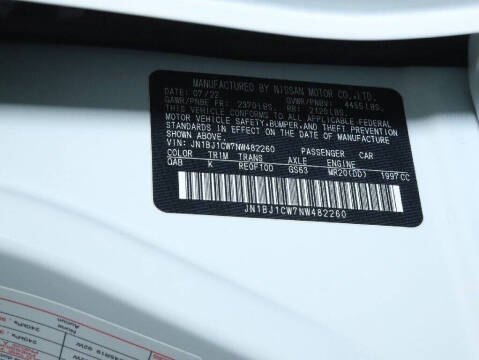 MANUFACTURED BY NISSAN MOTOR CO.,LTD.
DATE: 07/22 GVWR/PNBV: 4455LBS.
GAWR/PNBE FR: 2370LBS. RR: 2120LBS.
THIS VEHICLE CONFORMS TO ALL APPLICABLE FEDERAL
MOTOR VEHICLE SAFETY,BUMPER,AND THEFT PREVENTION
STANDARDS IN EFFECT ON THE DATE OF MANUFACTURE
SHOWN ABOVE.
VIN: JN1BJ1CW7NW482260 PASSENGER CAR
COLOR TRIM TRANS AXLE ENGINE
QAB K RE0F10D GS63 MR20(DD) 1997CC
JN1BJ1CW7NW482260